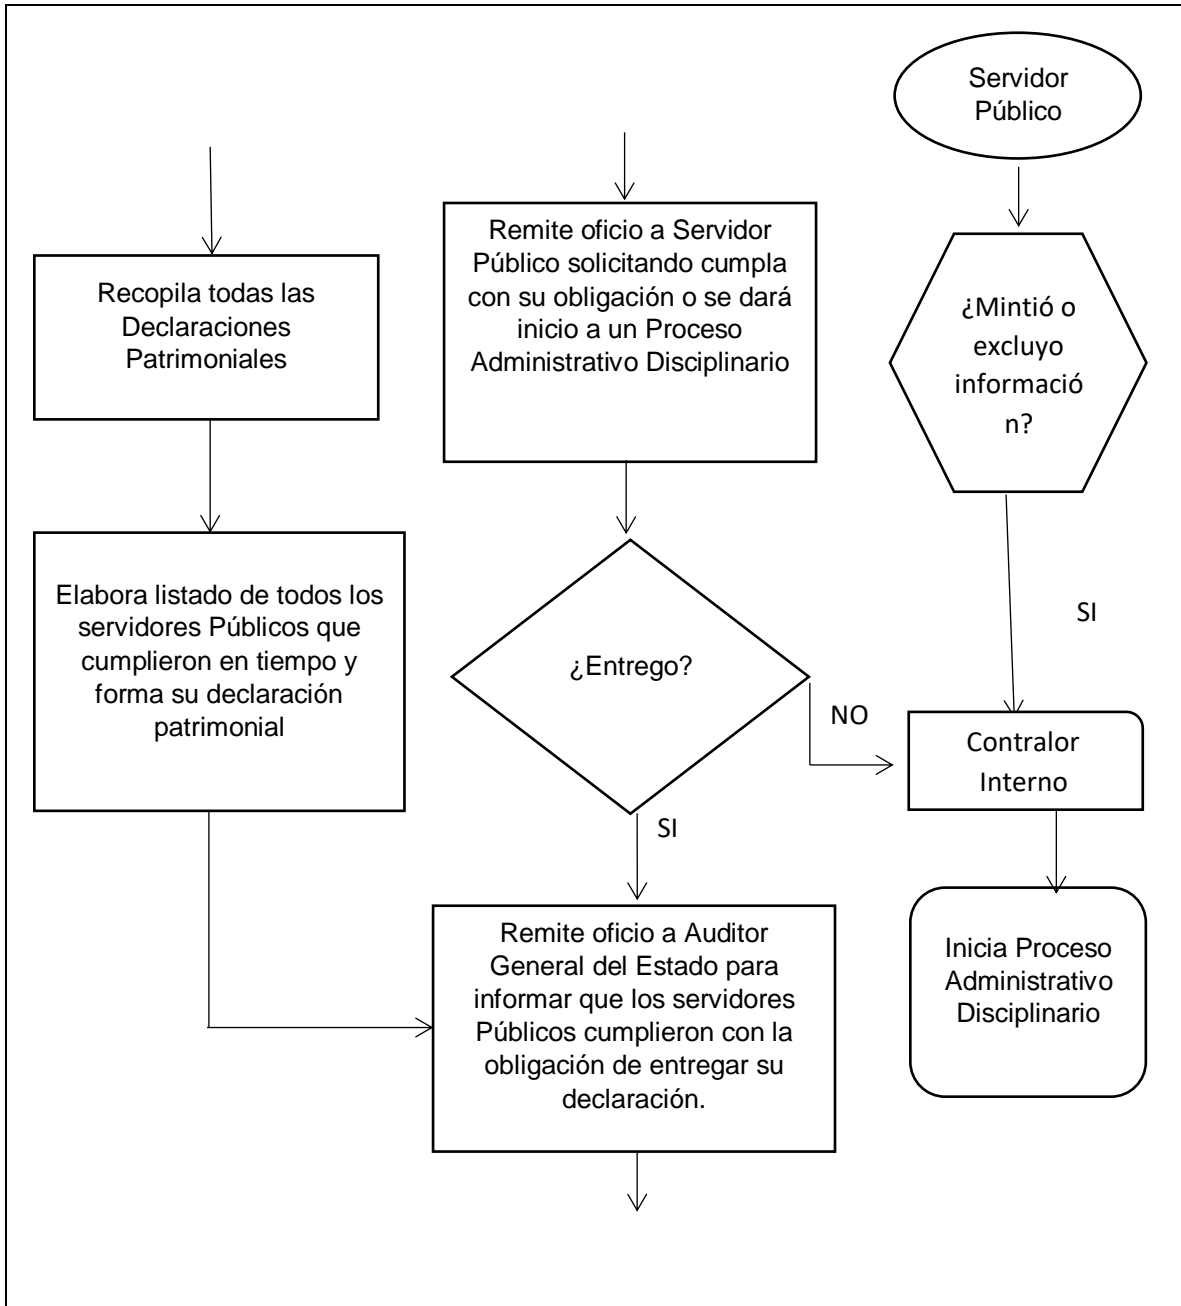 Servidor
Público
Remite oficio a Servidor
Público solicitando cumpla
con su obligación o se dará
inicio a un Proceso
Administrativo Disciplinario
Recopila todas las
Declaraciones
Patrimoniales
¿Mintió o
excluyo
informació
n?
Elabora listado de todos los
servidores Públicos que
cumplieron en tiempo y
forma su declaración
patrimonial
¿Entrego?
SI
NO
Contralor
Interno
SI
Remite oficio a Auditor
General del Estado para
informar que los servidores
Públicos cumplieron con la
obligación de entregar su
declaración.
Inicia Proceso
Administrativo
Disciplinario